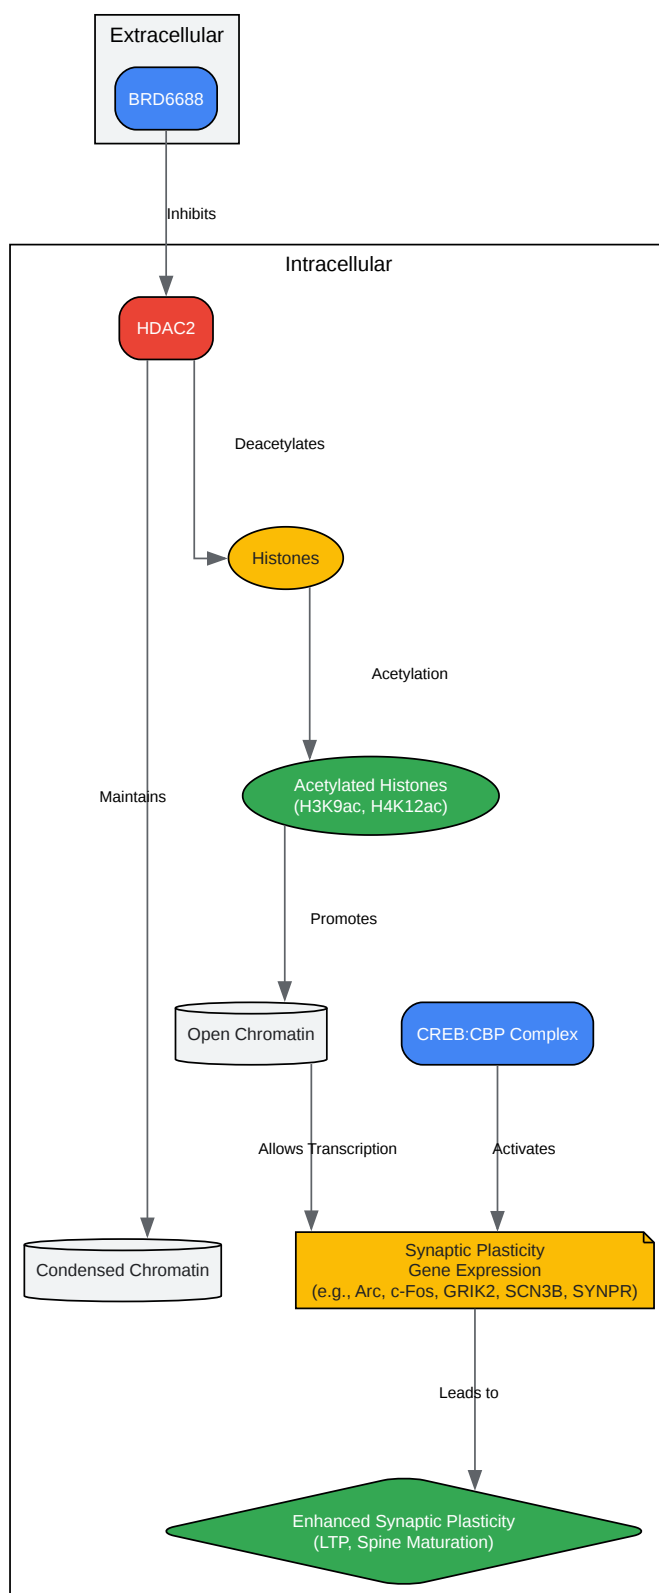 Extracellular
BRD6688
Inhibits
Intracellular
HDAC2
Deacetylates
Histones
Acetylation
Acetylated Histones
(H3K9ac, H4K12ac)
Maintains
Promotes
Open Chromatin
CREB:CBP Complex
Allows Transcription
Activates
Condensed Chromatin
Synaptic Plasticity
Gene Expression
(e.g., Arc, c-Fos, GRIK2, SCN3B, SYNPR)
Leads to
Enhanced Synaptic Plasticity
(LTP, Spine Maturation)